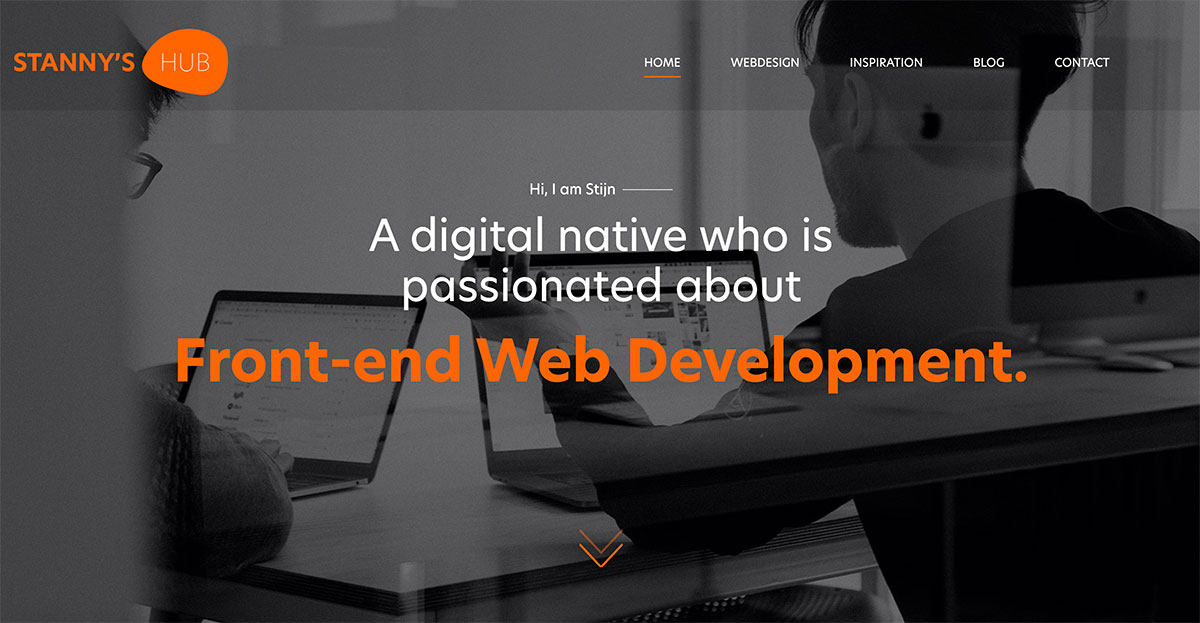 STANNY'S HUB
HOME WEBDESIGN INSPIRATION BLOG CONTACT
Hi, I am Stijn
A digital native who is
passionated about
Front-end Web Development.